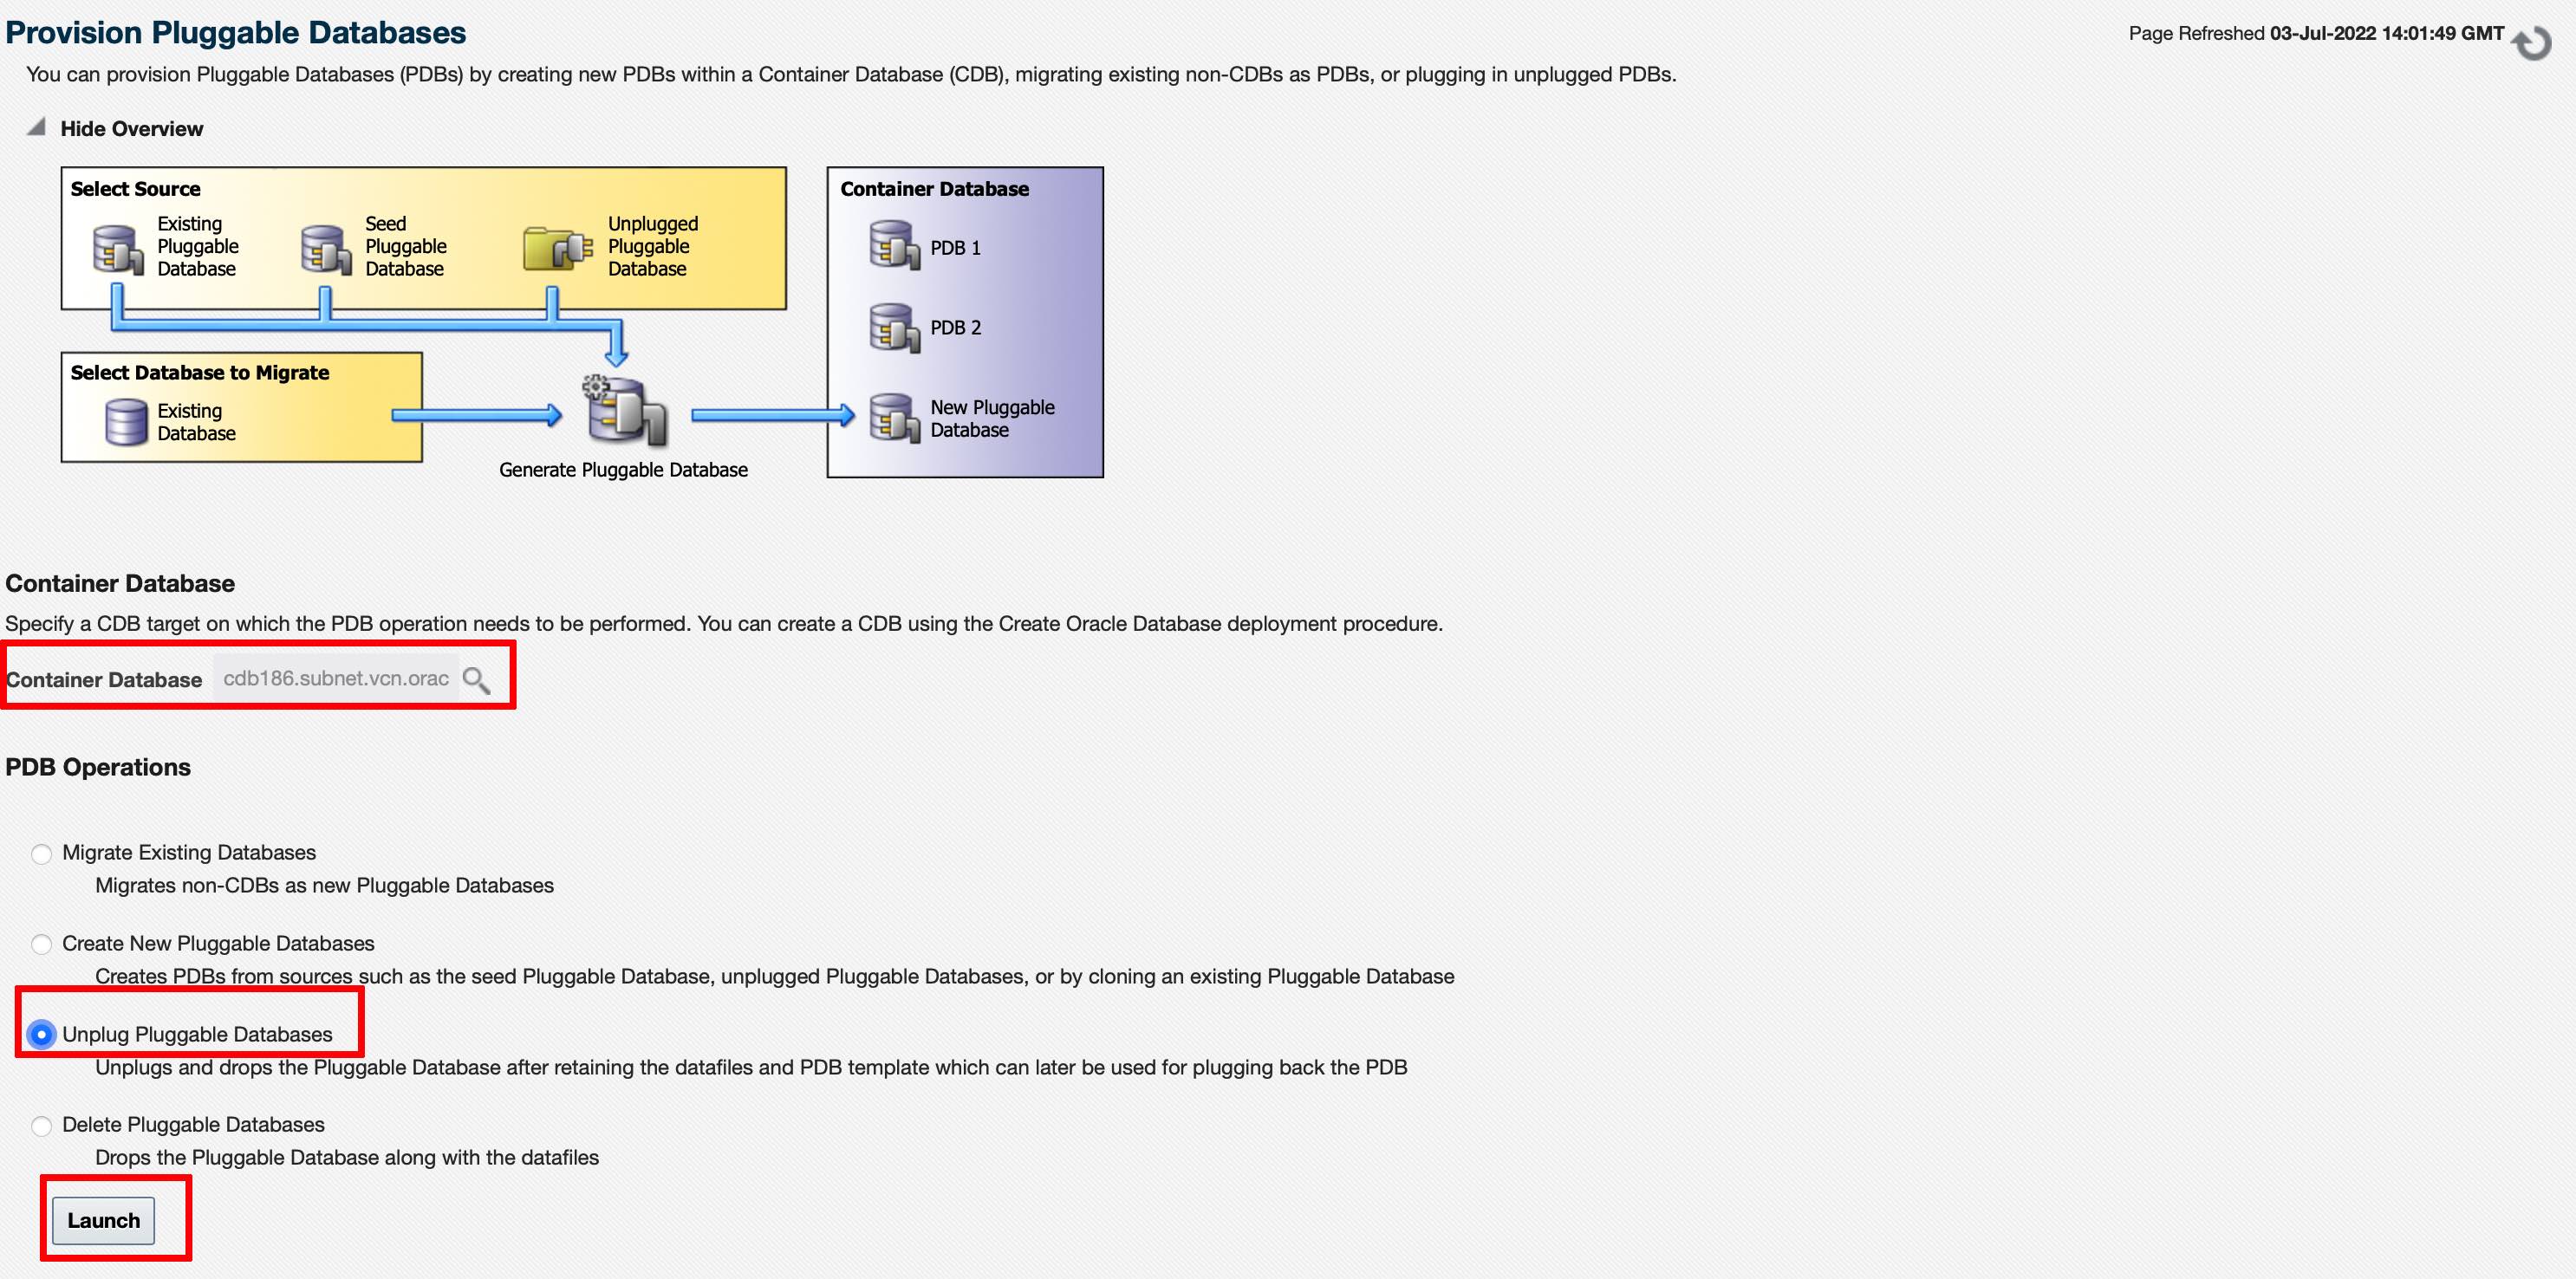 Provision Pluggable Databases
Page Refreshed 03-Jul-2022 14:01:49 GMT
You can provision Pluggable Databases (PDBs) by creating new PDBs within a Container Database (CDB), migrating existing non-CDBs as PDBs, or plugging in unplugged PDBs.
Hide Overview
Select Source
Existing
Pluggable
Database
Seed
Pluggable
Database
Unplugged
Pluggable
Database
Container Database
PDB 1
PDB 2
New Pluggable
Database
Select Database to Migrate
Existing
Database
Generate Pluggable Database
Container Database
Specify a CDB target on which the PDB operation needs to be performed. You can create a CDB using the Create Oracle Database deployment procedure.
Container Database cdb186.subnet.vcn.orac
PDB Operations
Migrate Existing Databases
Migrates non-CDBs as new Pluggable Databases
Create New Pluggable Databases
Creates PDBs from sources such as the seed Pluggable Database, unplugged Pluggable Databases, or by cloning an existing Pluggable Database
Unplug Pluggable Databases
Unplugs and drops the Pluggable Database after retaining the datafiles and PDB template which can later be used for plugging back the PDB
Delete Pluggable Databases
Drops the Pluggable Database along with the datafiles
Launch